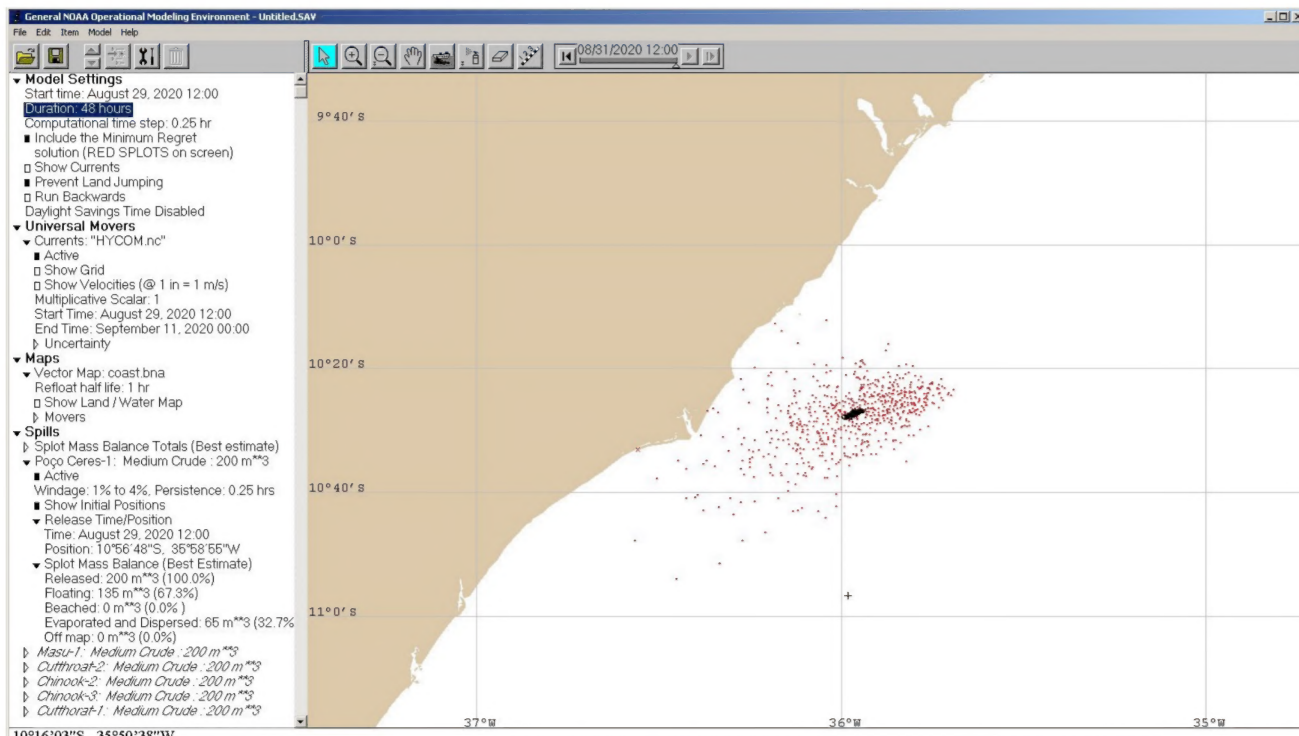 General NOAA Operational Modeling Environment - Untitled.SAV
File Edit Item Model Help
08/31/2020 12:00
Model Settings
Start time: August 29, 2020 12:00
Duration: 48 hours
Computational time step: 0.25 hr
Include the Minimum Regret
solution (RED SPLOTS on screen)
Show Currents
Prevent Land Jumping
Run Backwards
Daylight Savings Time Disabled
Universal Movers
Currents: "HYCOM.nc"
Active
Show Grid
Show Velocities (@ 1 in = 1 m/s)
Multiplicative Scalar: 1
Start Time: August 29, 2020 12:00
End Time: September 11, 2020 00:00
Uncertainty
Maps
Vector Map: coast.bna
Refloat half life: 1 hr
Show Land / Water Map
Movers
Spills
Splot Mass Balance Totals (Best estimate)
Poço Ceres-1: Medium Crude : 200 m**3
Active
Windage: 1% to 4%, Persistence: 0.25 hrs
Show Initial Positions
Release Time/Position
Time: August 29, 2020 12:00
Position: 10°56'48"S, 35°58'55"W
Splot Mass Balance (Best Estimate)
Released: 200 m**3 (100.0%)
Floating: 135 m**3 (67.3%)
Beached: 0 m**3 (0.0% )
Evaporated and Dispersed: 65 m**3 (32.7%
Off map: 0 m**3 (0.0%)
Masu-1: Medium Crude : 200 m**3
Cutthroat-2: Medium Crude : 200 m**3
Chinook-2: Medium Crude : 200 m**3
Chinook-3: Medium Crude : 200 m**3
Cutthorat-1: Medium Crude : 200 m**3
9°40' S
10°0' S
10°20' S
10°40' S
11°0' S
37°W
36°W
35°W
10°16'03"S, 35°50'38"W